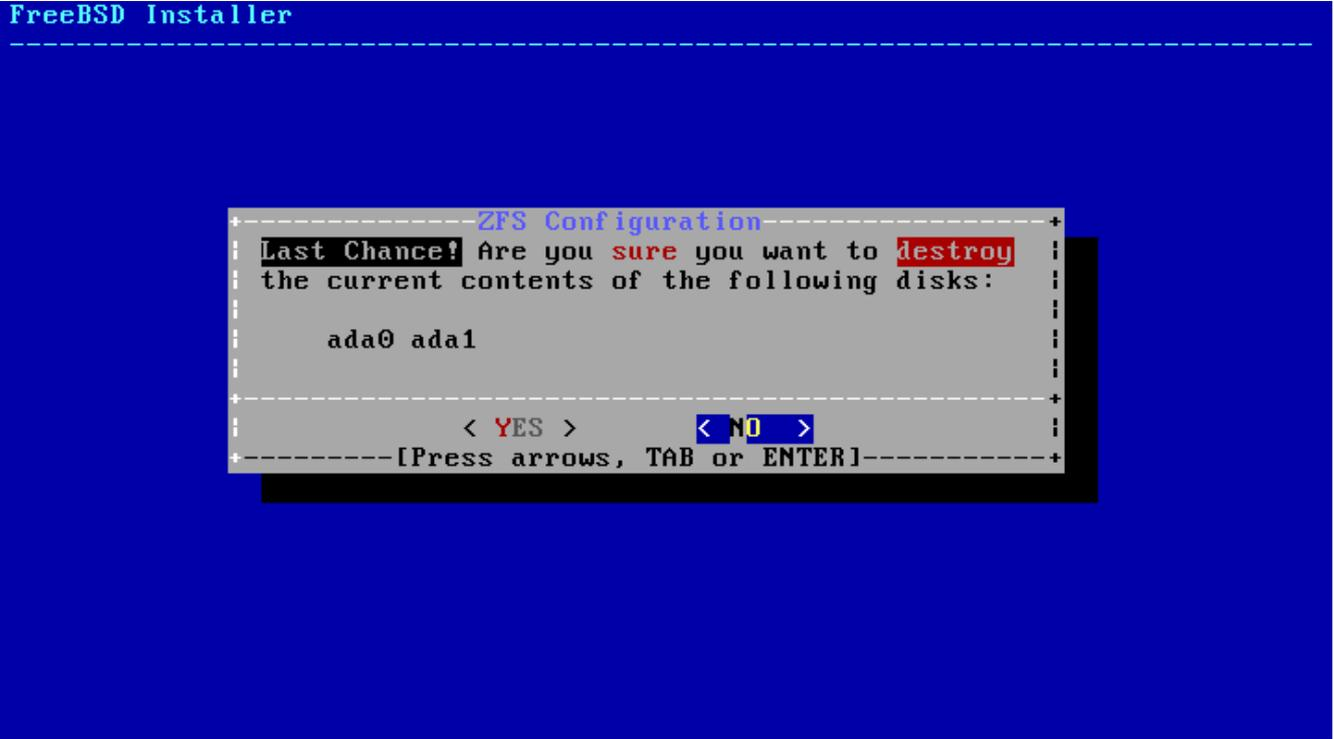 FreeBSD Installer
ZFS Configuration
Last Chance! Are you sure you want to destroy
the current contents of the following disks:
ada0 ada1
< YES > < NO >
[Press arrows, TAB or ENTER]